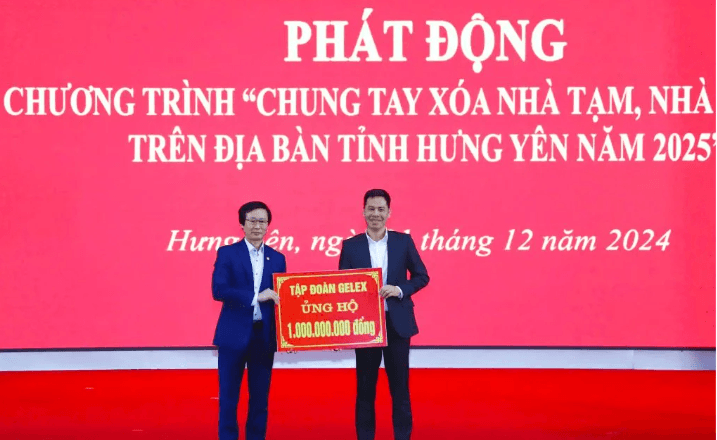 PHÁT ĐỘNG
CHƯƠNG TRÌNH “CHUNG TAY XÓA NHÀ TẠM, NHÀ
TRÊN ĐỊA BÀN TỈNH HƯNG YÊN NĂM 2025”
tháng 12 năm 2024
TẬP ĐOÀN GELEX
ỦNG HỘ
1.000.000.000 đồng